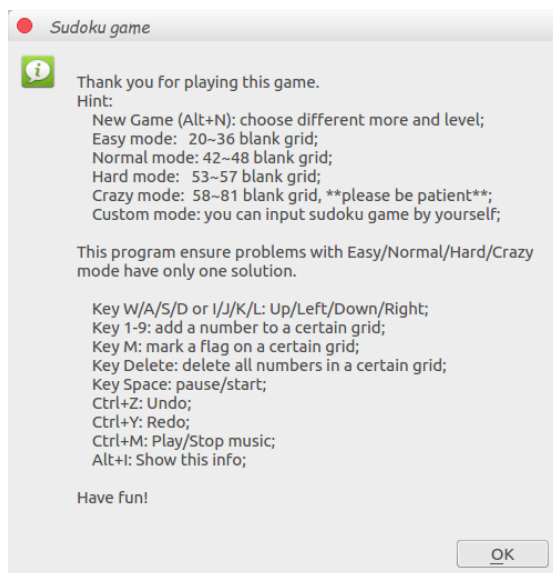 Sudoku game
Thank you for playing this game.
Hint:
New Game (Alt+N): choose different more and level;
Easy mode: 20~36 blank grid;
Normal mode: 42~48 blank grid;
Hard mode: 53~57 blank grid;
Crazy mode: 58~81 blank grid, **please be patient**;
Custom mode: you can input sudoku game by yourself;
This program ensure problems with Easy/Normal/Hard/Crazy
mode have only one solution.
Key W/A/S/D or I/J/K/L: Up/Left/Down/Right;
Key 1-9: add a number to a certain grid;
Key M: mark a flag on a certain grid;
Key Delete: delete all numbers in a certain grid;
Key Space: pause/start;
Ctrl+Z: Undo;
Ctrl+Y: Redo;
Ctrl+M: Play/Stop music;
Alt+I: Show this info;
Have fun!
OK